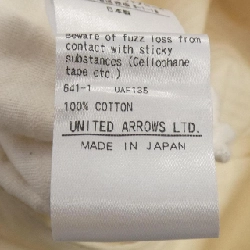 Beware of fuzz loss from
contact with sticky
substances (Cellophane
tape etc.)
641-1 UAF135
100% COTTON
UNITED ARROWS LTD.
MADE IN JAPAN